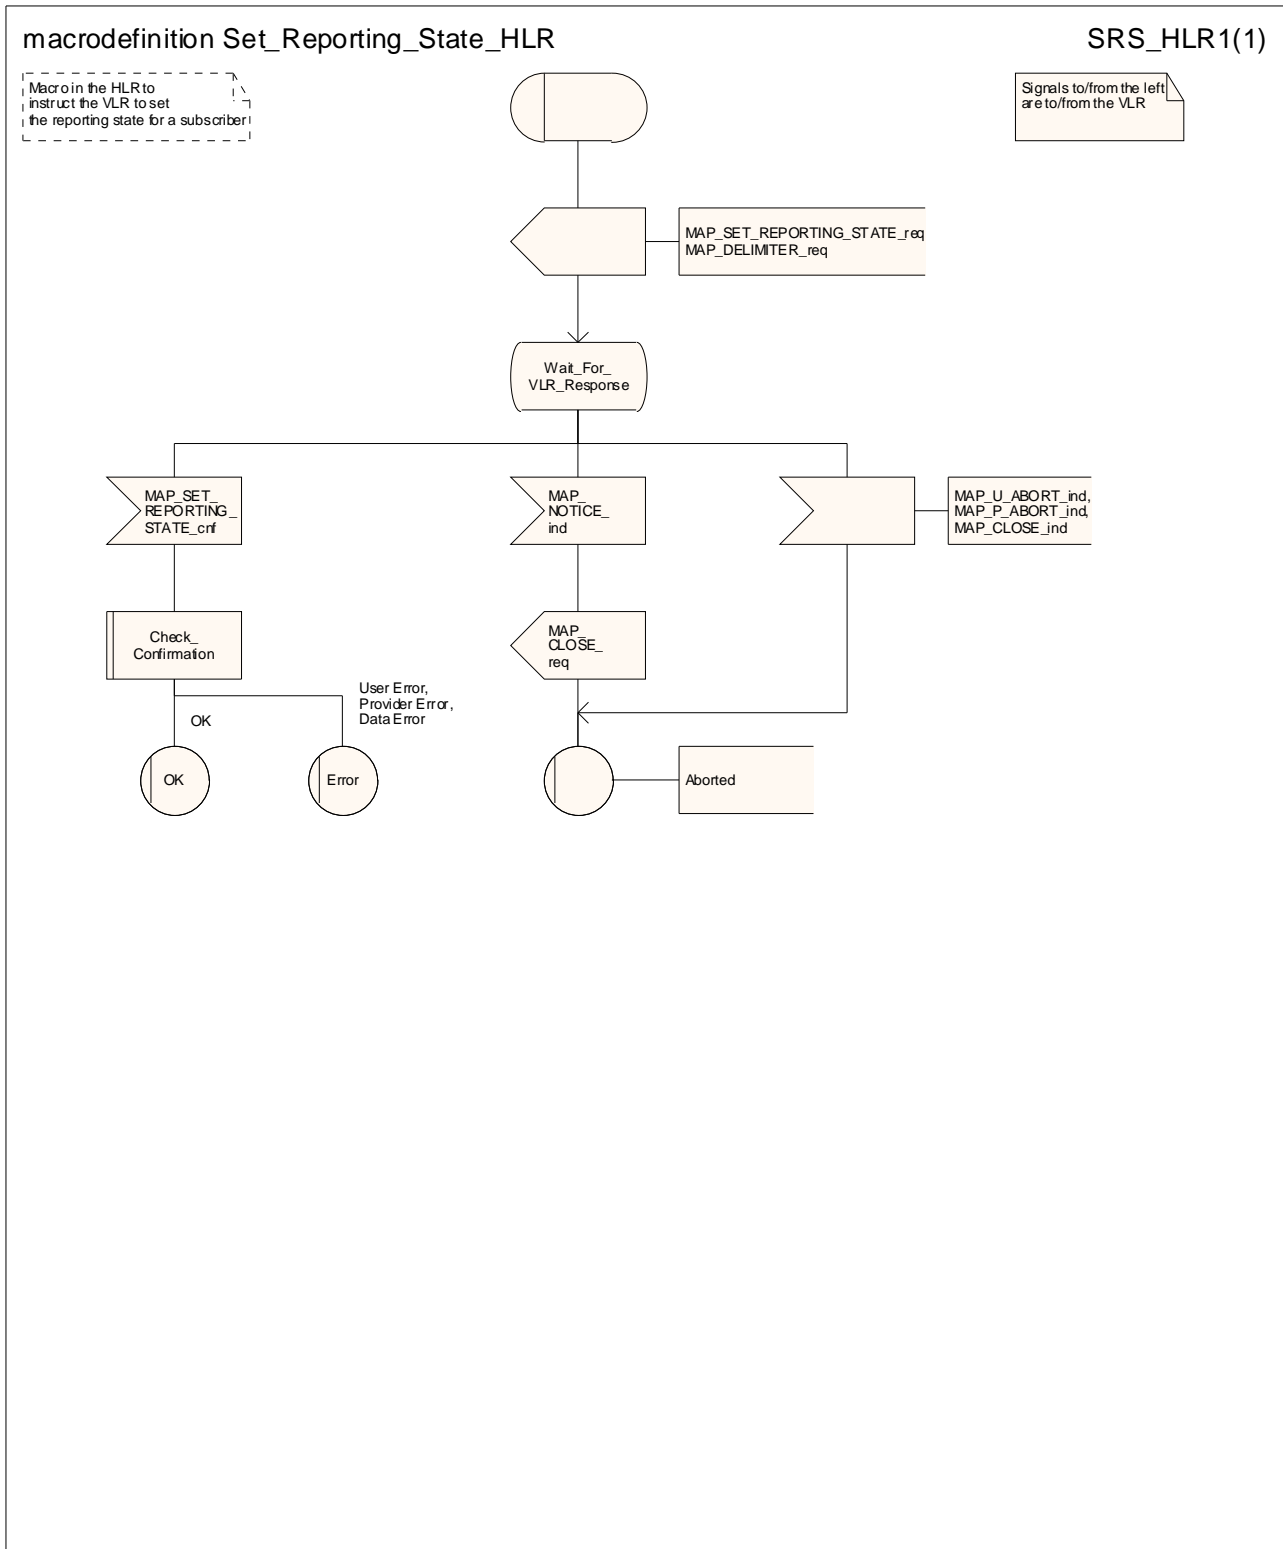 macrodefinition Set_Reporting_State_HLR
SRS_HLR1(1)
Macro in the HLR to
instruct the VLR to set
the reporting state for a subscriber
Signals to/from the left
are to/from the VLR
MAP_SET_REPORTING_STATE_req
MAP_DELIMITER_req
Wait_For_
VLR_Response
MAP_SET_
REPORTING_
STATE_cnf
MAP_
NOTICE_
ind
MAP_U_ABORT_ind,
MAP_P_ABORT_ind,
MAP_CLOSE_ind
Check_
Confirmation
MAP_
CLOSE_
req
User Error,
Provider Error,
Data Error
OK
OK
Error
Aborted